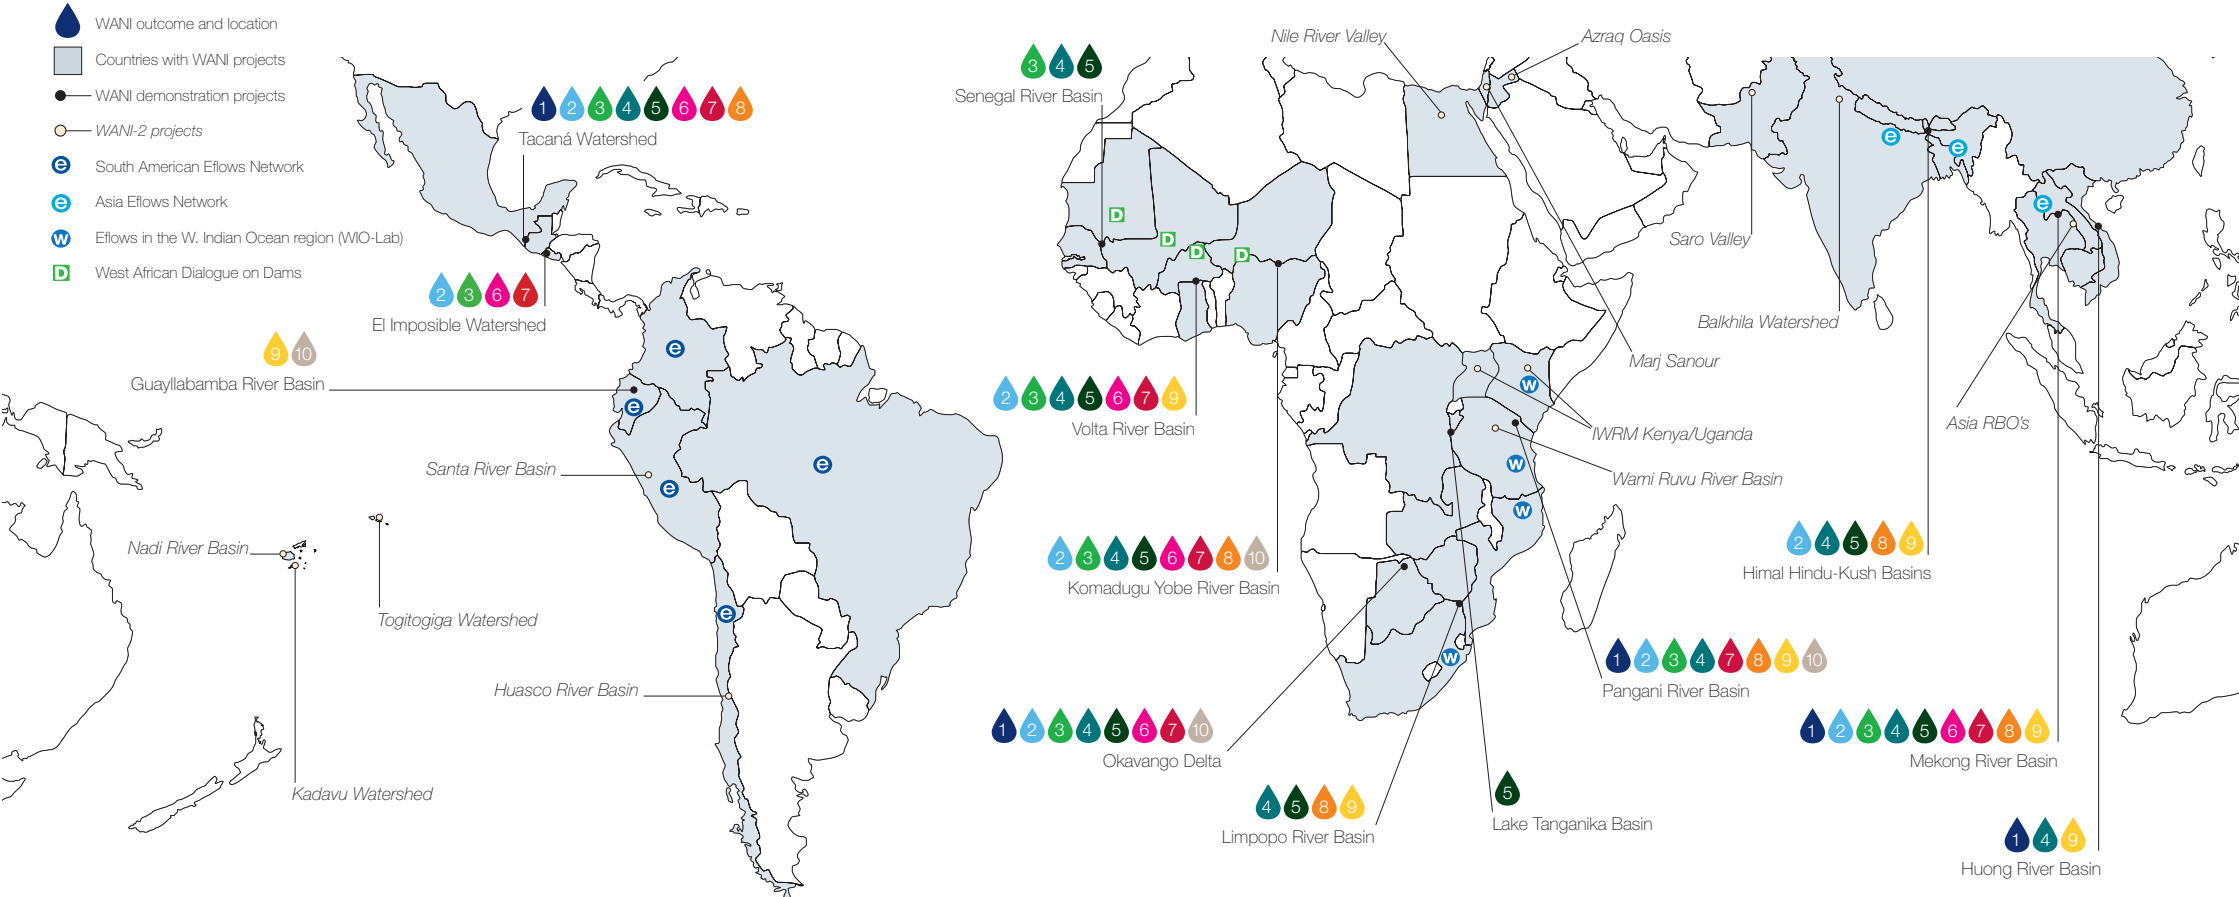 WANI outcome and location
Countries with WANI projects
WANI demonstration projects
WANI-2 projects
e South American Eflows Network
e Asia Eflows Network
w Eflows in the W. Indian Ocean region (WIO-Lab)
D West African Dialogue on Dams
1 2 3 4 5 6 7 8
Tacaná Watershed
2 3 6 7
El Imposible Watershed
9 10
Guayllabamba River Basin
Santa River Basin
Nadi River Basin
Togitogiga Watershed
Huasco River Basin
Kadavu Watershed
e
e
e
e
e
3 4 5
Senegal River Basin
Nile River Valley
Azraq Oasis
D
D
D
D
2 3 4 5 6 7 9
Volta River Basin
2 3 4 5 6 7 8 10
Komadugu Yobe River Basin
1 2 3 4 5 6 7 10
Okavango Delta
4 5 8 9
Limpopo River Basin
5
Lake Tanganika Basin
1 2 3 4 7 8 9 10
Pangani River Basin
w
w
w
w
Marj Sanour
IWRM Kenya/Uganda
Wami Ruvu River Basin
Saro Valley
Balkhila Watershed
e
e
e
Asia RBO's
2 4 5 8 9
Himal Hindu-Kush Basins
1 2 3 4 5 6 7 8 9
Mekong River Basin
1 4 9
Huong River Basin